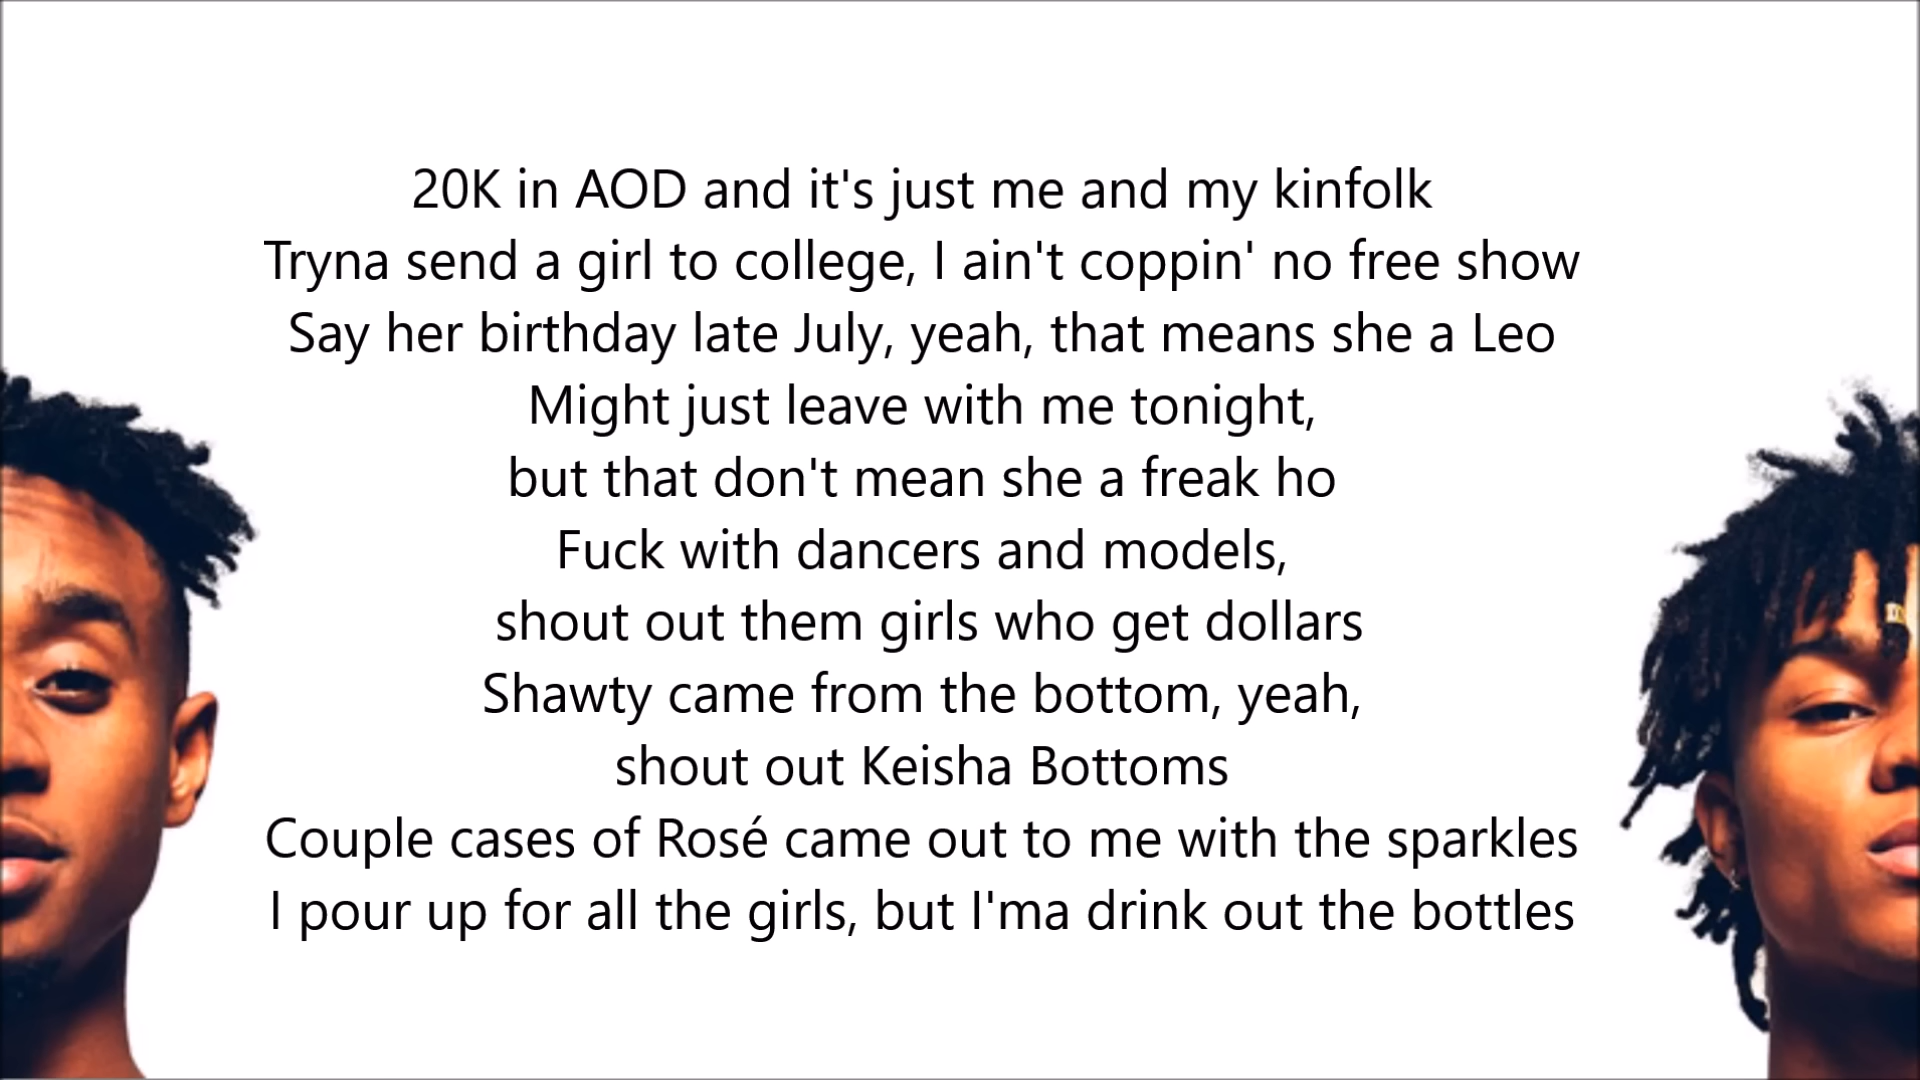 20K in AOD and it's just me and my kinfolk
Tryna send a girl to college, I ain't coppin' no free show
Say her birthday late July, yeah, that means she a Leo
Might just leave with me tonight,
but that don't mean she a freak ho
Fuck with dancers and models,
shout out them girls who get dollars
Shawty came from the bottom, yeah,
shout out Keisha Bottoms
Couple cases of Rosé came out to me with the sparkles
I pour up for all the girls, but I'ma drink out the bottles